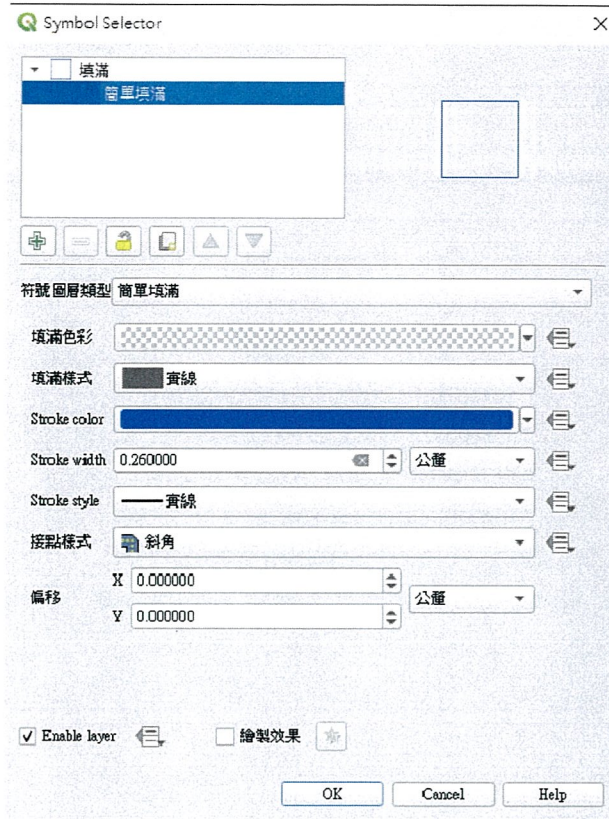 Symbol Selector
填滿
簡單填滿
符號圖層類型 簡單填滿
填滿色彩
填滿樣式 實線
Stroke color
Stroke width 0.260000 公釐
Stroke style 實線
接點樣式 斜角
偏移 X 0.000000 公釐
Y 0.000000
Enable layer 繪製效果
OK Cancel Help